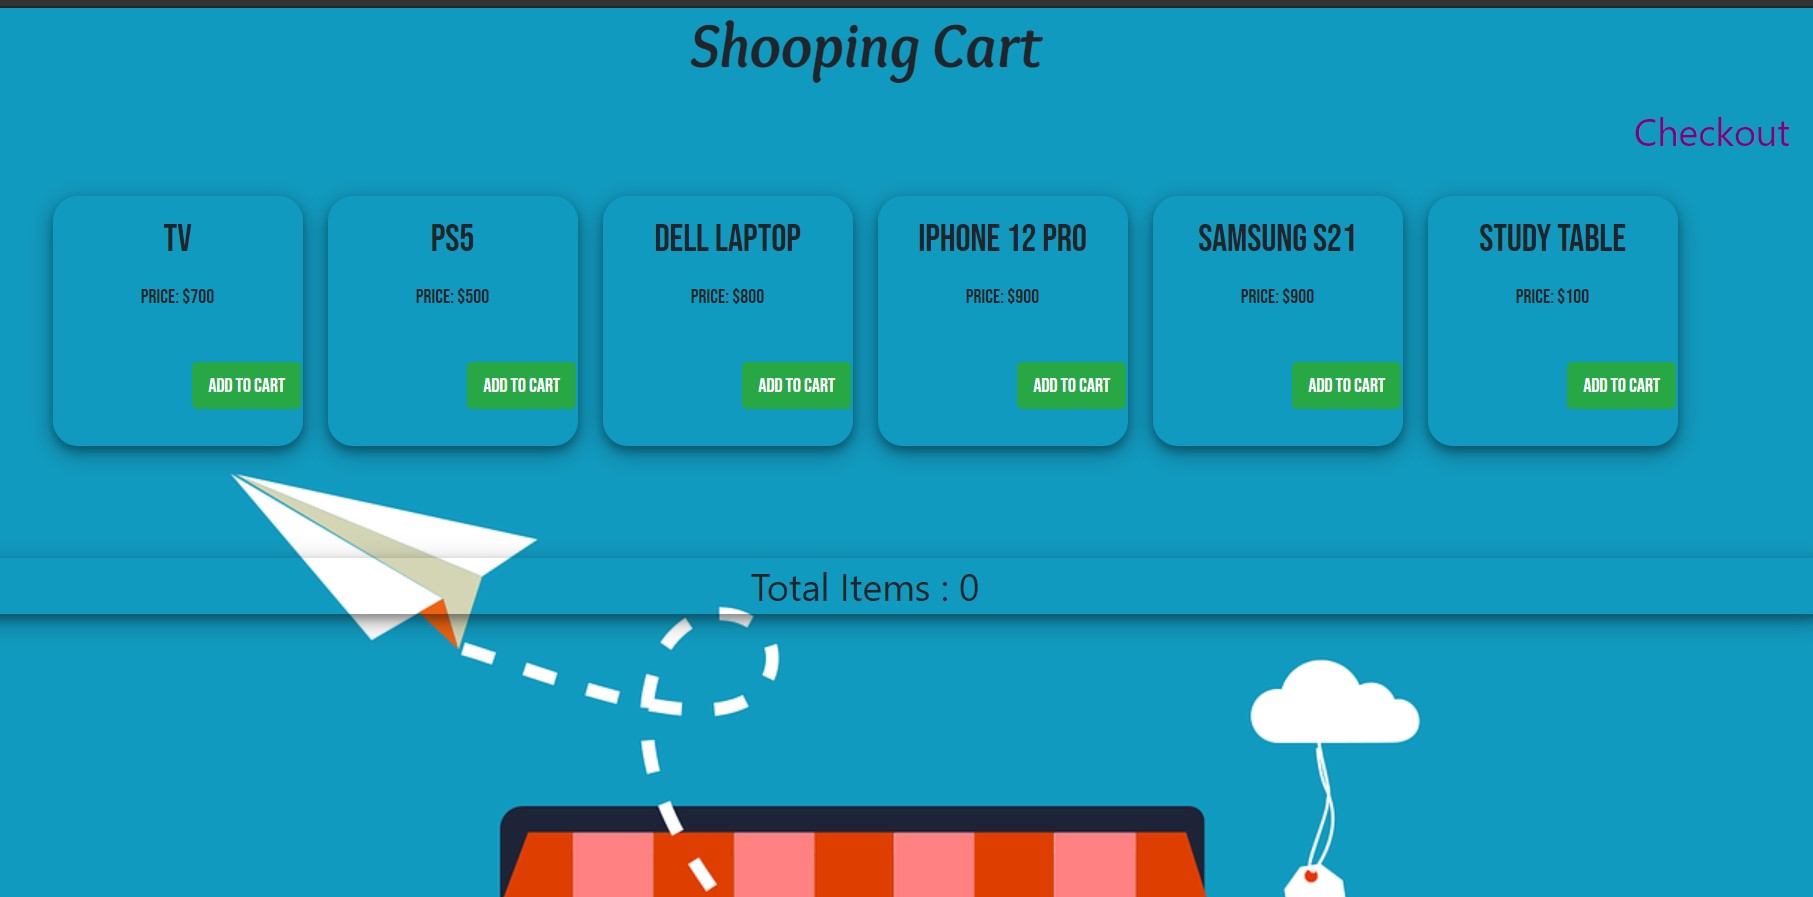 Shooping Cart
Checkout
TV
PRICE: $700
ADD TO CART
PS5
PRICE: $500
ADD TO CART
DELL LAPTOP
PRICE: $800
ADD TO CART
IPHONE 12 PRO
PRICE: $900
ADD TO CART
SAMSUNG S21
PRICE: $900
ADD TO CART
STUDY TABLE
PRICE: $100
ADD TO CART
Total Items : 0